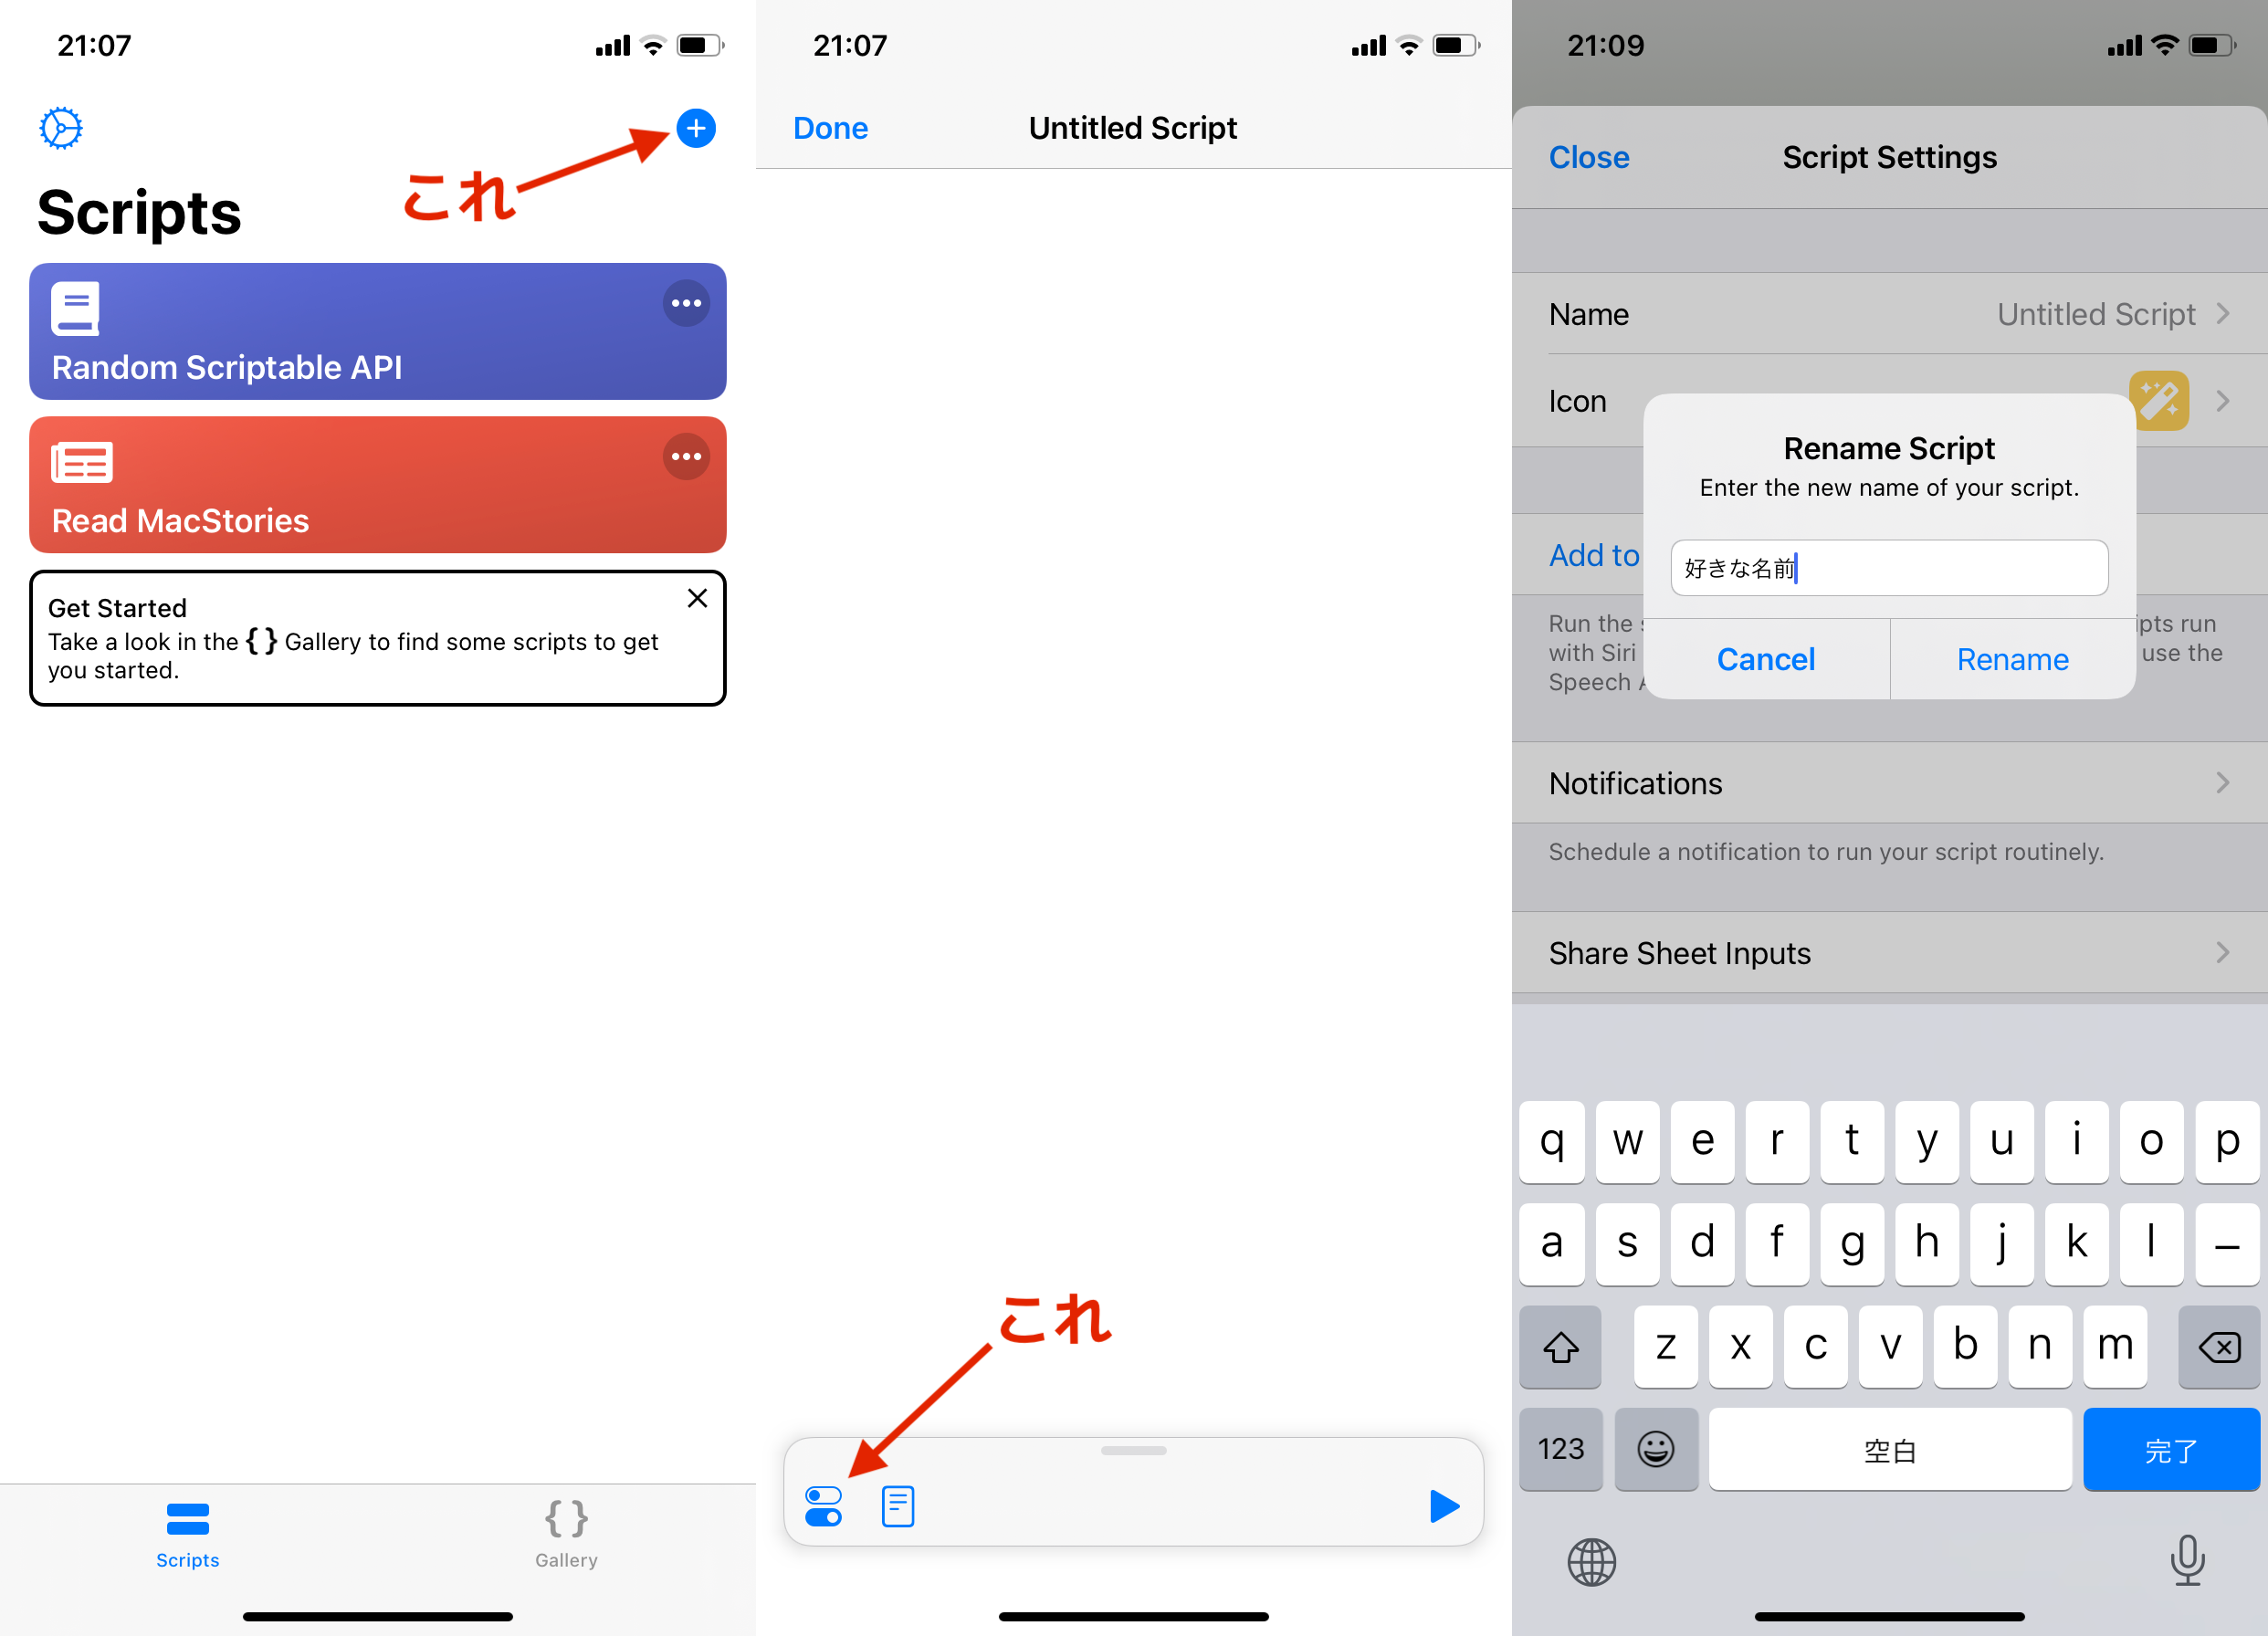 21:07
これ
Scripts
Random Scriptable API
Read MacStories
Get Started
Take a look in the {} Gallery to find some scripts to get
you started.
Scripts
Gallery
21:07
Done
Untitled Script
これ
21:09
Close
Script Settings
Name
Untitled Script
Icon
Rename Script
Enter the new name of your script.
好きな名前
Cancel
Rename
Add to
Run the
ipts run
with Siri
use the
Speech
Notifications
Schedule a notification to run your script routinely.
Share Sheet Inputs
q w e r t y u i o p
a s d f g h j k l –
z x c v b n m
123
空白
完了